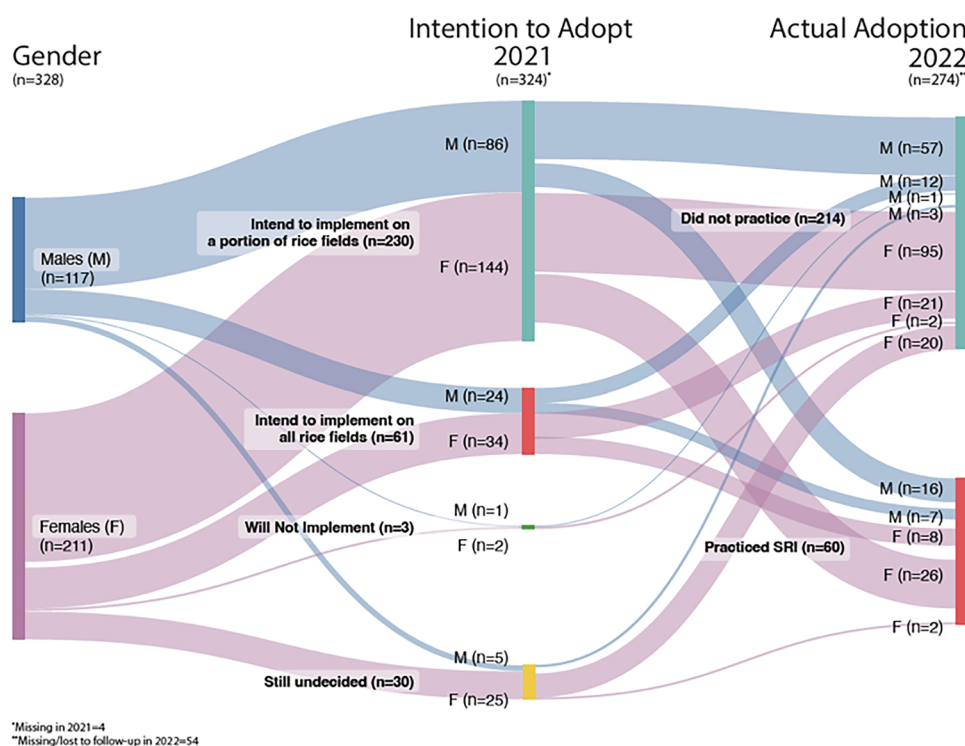 Gender
(n=328)
Intention to Adopt
2021
(n=324)*
Actual Adoption
2022
(n=274)**
Males (M)
(n=117)
Females (F)
(n=211)
Intend to implement on
a portion of rice fields (n=230)
Intend to implement on
all rice fields (n=61)
Will Not Implement (n=3)
Still undecided (n=30)
M (n=86)
F (n=144)
M (n=24)
F (n=34)
M (n=1)
F (n=2)
M (n=5)
F (n=25)
Did not practice (n=214)
Practiced SRI (n=60)
M (n=57)
M (n=12)
M (n=1)
M (n=3)
F (n=95)
F (n=21)
F (n=2)
F (n=20)
M (n=16)
M (n=7)
F (n=8)
F (n=26)
F (n=2)
*Missing in 2021=4
**Missing/lost to follow-up in 2022=54